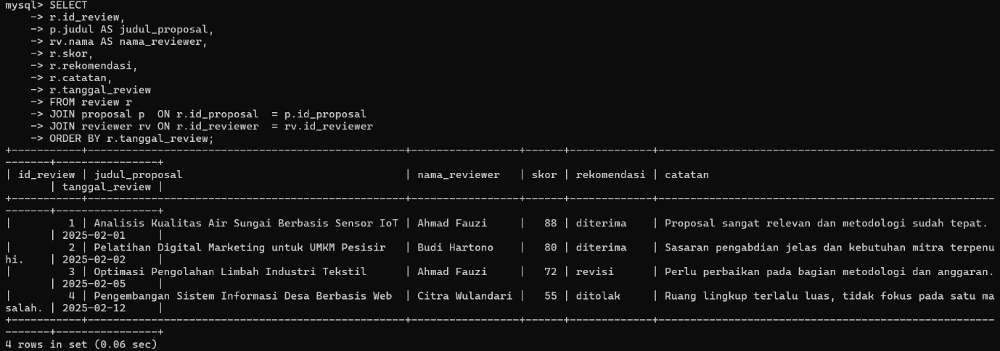 mysql> SELECT
    -> r.id_review,
    -> p.judul AS judul_proposal,
    -> rv.nama AS nama_reviewer,
    -> r.skor,
    -> r.rekomendasi,
    -> r.catatan,
    -> r.tanggal_review
    -> FROM review r
    -> JOIN proposal p  ON r.id_proposal  = p.id_proposal
    -> JOIN reviewer rv ON r.id_reviewer  = rv.id_reviewer
    -> ORDER BY r.tanggal_review;
+-----------+--------------------------------------------------+-----------------+------+-------------+-----------------------------------------------------
-------+----------------+
| id_review | judul_proposal                                   | nama_reviewer   | skor | rekomendasi | catatan
       | tanggal_review |
+-----------+--------------------------------------------------+-----------------+------+-------------+-----------------------------------------------------
-------+----------------+
|         1 | Analisis Kualitas Air Sungai Berbasis Sensor IoT | Ahmad Fauzi     |   88 | diterima    | Proposal sangat relevan dan metodologi sudah tepat.
       | 2025-02-01     |
|         2 | Pelatihan Digital Marketing untuk UMKM Pesisir   | Budi Hartono    |   80 | diterima    | Sasaran pengabdian jelas dan kebutuhan mitra terpenu
hi.    | 2025-02-02     |
|         3 | Optimasi Pengolahan Limbah Industri Tekstil      | Ahmad Fauzi     |   72 | revisi      | Perlu perbaikan pada bagian metodologi dan anggaran.
       | 2025-02-05     |
|         4 | Pengembangan Sistem Informasi Desa Berbasis Web  | Citra Wulandari |   55 | ditolak     | Ruang lingkup terlalu luas, tidak fokus pada satu ma
salah. | 2025-02-12     |
+-----------+--------------------------------------------------+-----------------+------+-------------+-----------------------------------------------------
-------+----------------+
4 rows in set (0.06 sec)